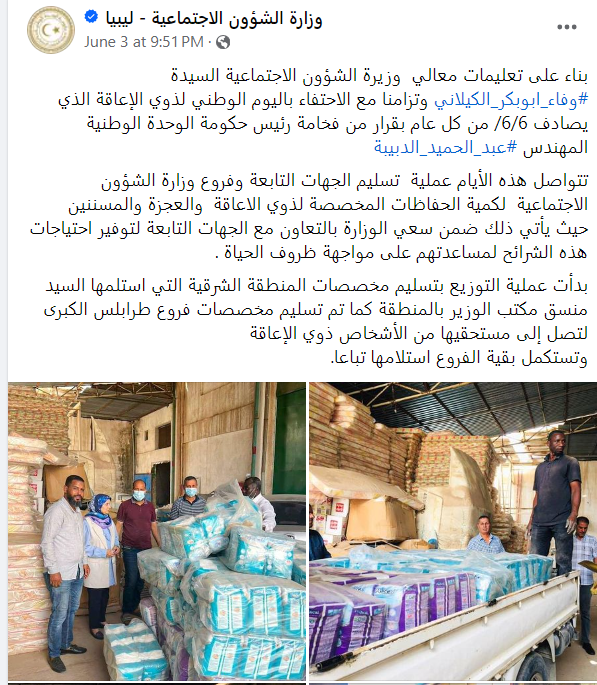 وزارة الشؤون الاجتماعية - ليبيا
June 3 at 9:51 PM ·
بناء على تعليمات معالي وزيرة الشؤون الاجتماعية السيدة
#وفاء_ابوبكر_الكيلاني وتزامنا مع الاحتفاء باليوم الوطني لذوي الإعاقة الذي
يصادف 6/6/ من كل عام بقرار من فخامة رئيس حكومة الوحدة الوطنية
المهندس #عبد_الحميد_الدبيبة
تتواصل هذه الأيام عملية تسليم الجهات التابعة وفروع وزارة الشؤون
الاجتماعية لكمية الحفاظات المخصصة لذوي الاعاقة والعجزة والمسننين
حيث يأتي ذلك ضمن سعي الوزارة بالتعاون مع الجهات التابعة لتوفير احتياجات
هذه الشرائح لمساعدتهم على مواجهة ظروف الحياة .
بدأت عملية التوزيع بتسليم مخصصات المنطقة الشرقية التي استلمها السيد
منسق مكتب الوزير بالمنطقة كما تم تسليم مخصصات فروع طرابلس الكبرى
لتصل إلى مستحقيها من الأشخاص ذوي الإعاقة
وتستكمل بقية الفروع استلامها تباعا.